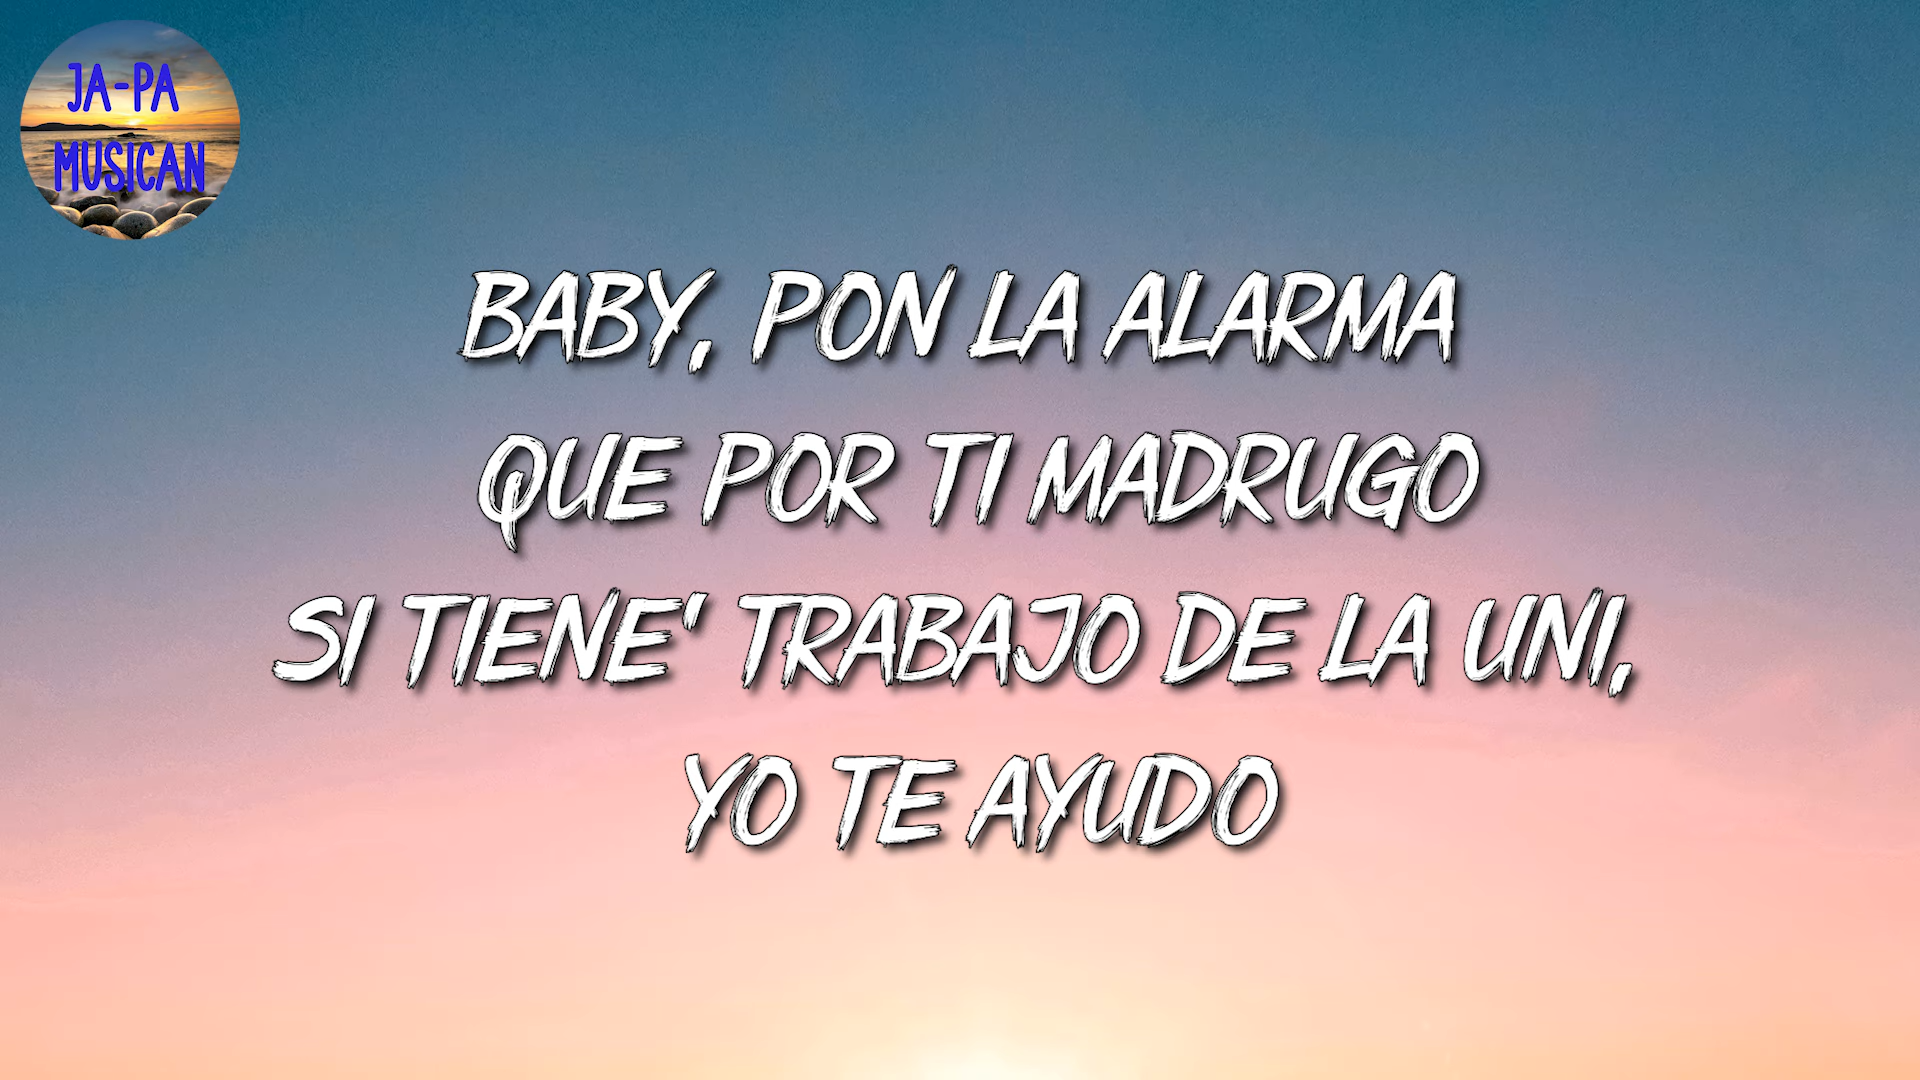 JA-PA
MUSICAN
BABY, PON LA ALARMA
QUE POR TI MADRUGO
SI TIENE' TRABAJO DE LA UNI,
YO TE AYUDO